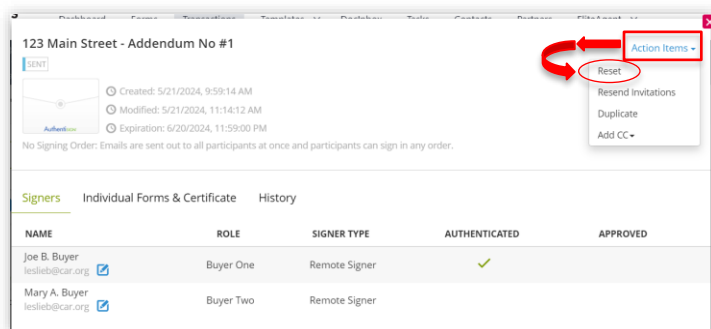 Dashboard Forms Transactions Templates Docbox Tasks Contacts Partners EliteAgent
123 Main Street - Addendum No #1
Action Items
SENT
Reset
Created: 5/21/2024, 9:59:14 AM
Resend Invitations
Modified: 5/21/2024, 11:14:12 AM
Duplicate
Authentisign
Expiration: 6/20/2024, 11:59:00 PM
Add CC
No Signing Order: Emails are sent out to all participants at once and participants can sign in any order.
Signers Individual Forms & Certificate History
NAME ROLE SIGNER TYPE AUTHENTICATED APPROVED
Joe B. Buyer
leslieb@car.org Buyer One Remote Signer
Mary A. Buyer
leslieb@car.org Buyer Two Remote Signer